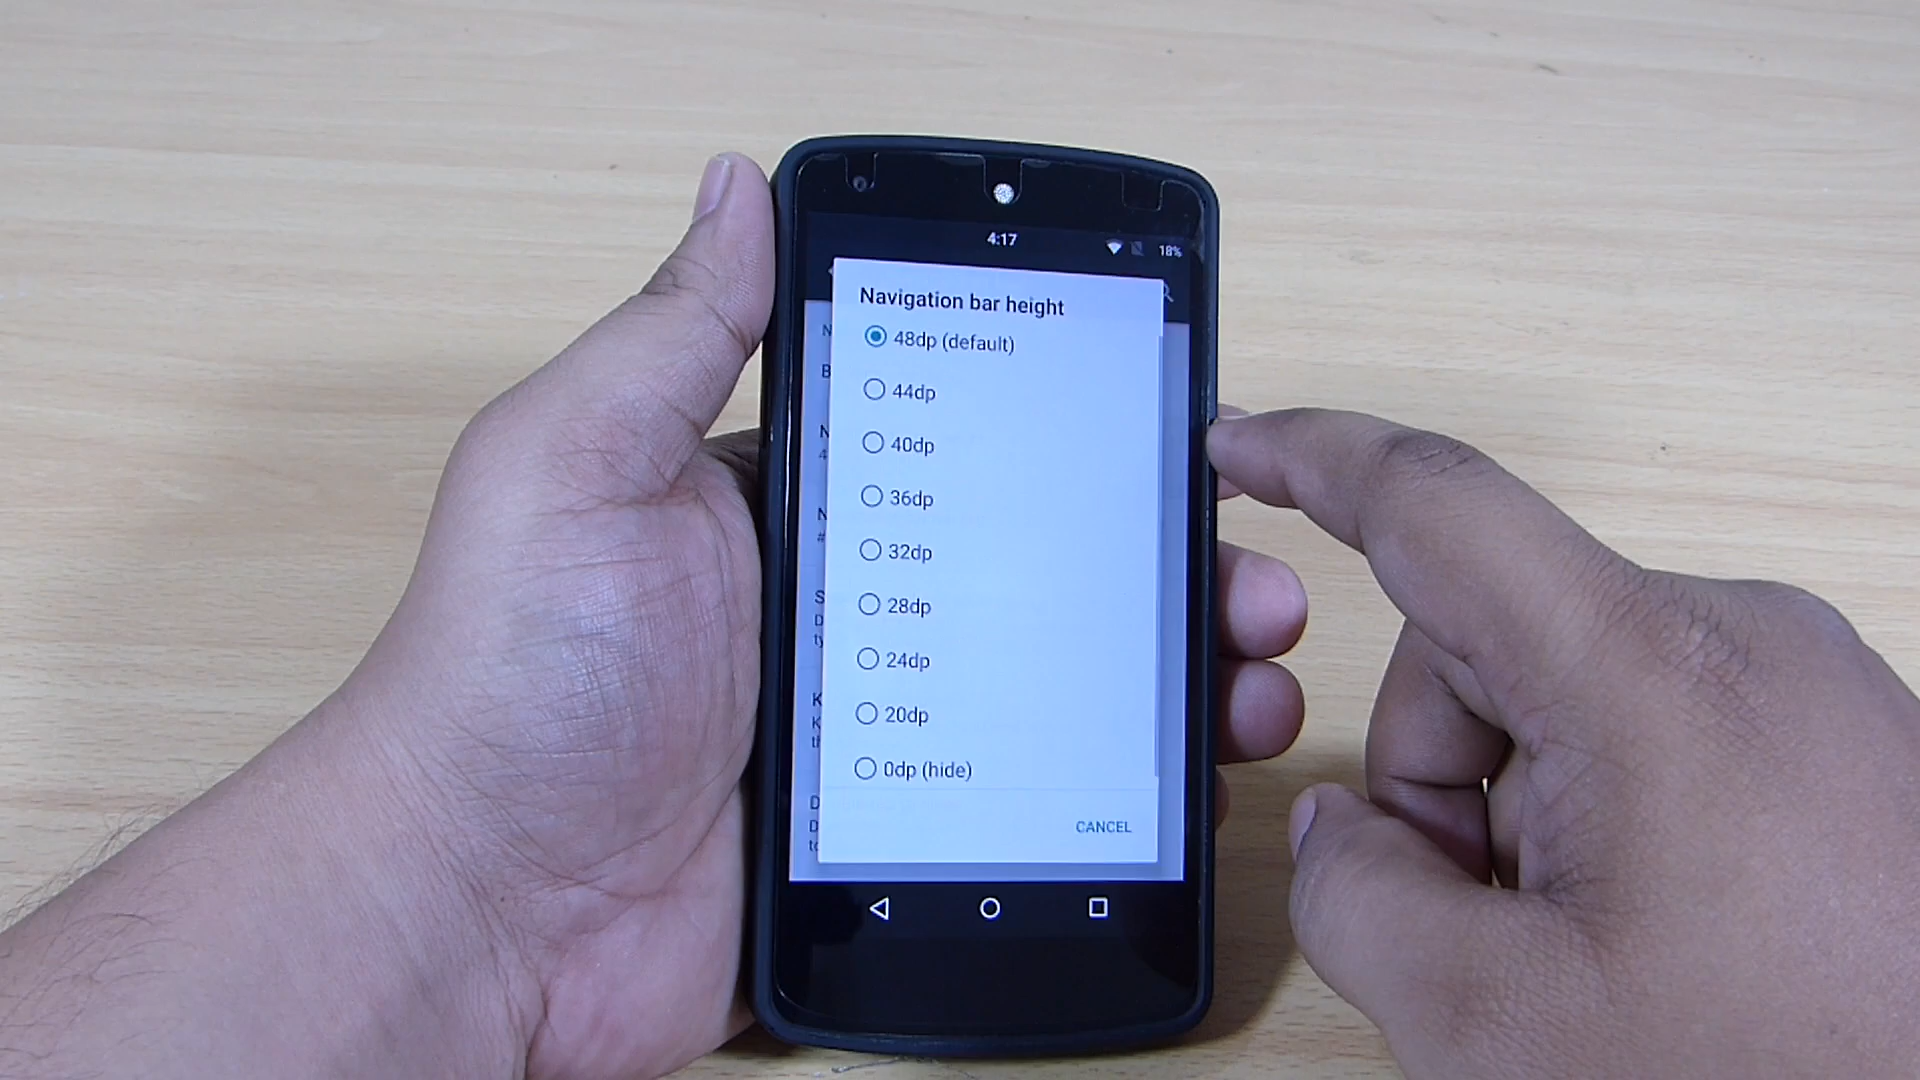 4:17
18%
Navigation bar height
48dp (default)
44dp
40dp
36dp
32dp
28dp
24dp
20dp
0dp (hide)
CANCEL